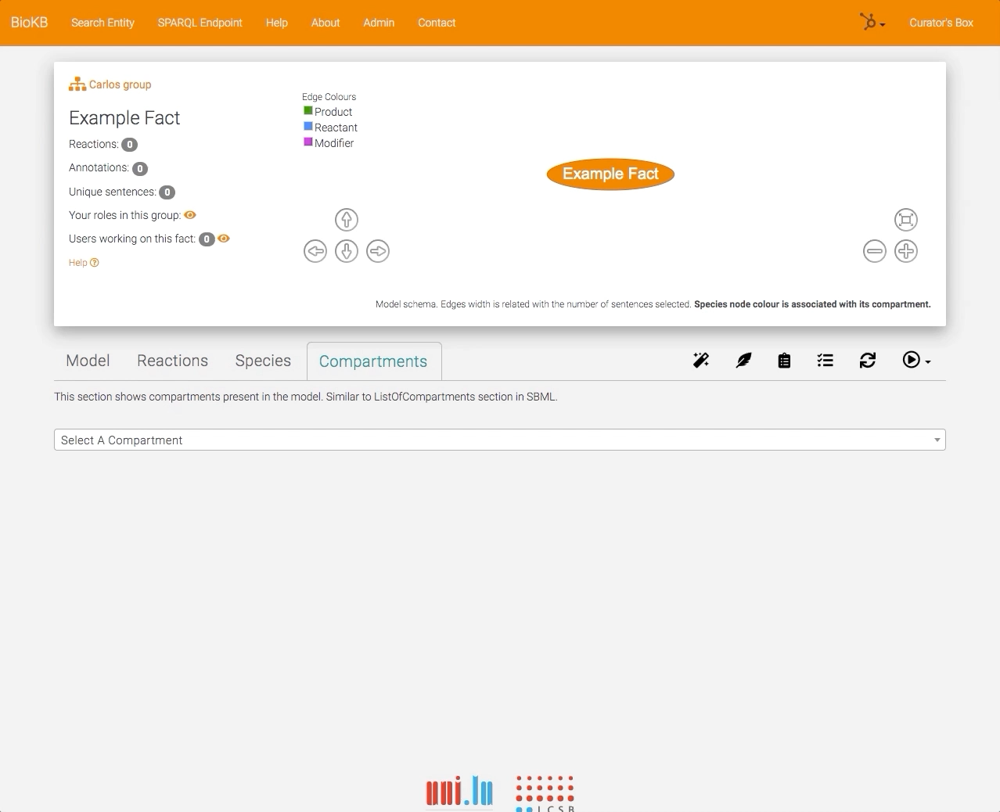 BioKB Search Entity SPARQL Endpoint Help About Admin Contact Curator's Box
Carlos group
Example Fact
Reactions: 0
Annotations: 0
Unique sentences: 0
Your roles in this group:
Users working on this fact: 0
Help
Edge Colours
Product
Reactant
Modifier
Example Fact
Model schema. Edges width is related with the number of sentences selected. Species node colour is associated with its compartment.
Model Reactions Species Compartments
This section shows compartments present in the model. Similar to ListOfCompartments section in SBML.
Select A Compartment
uni.lu
LCSB